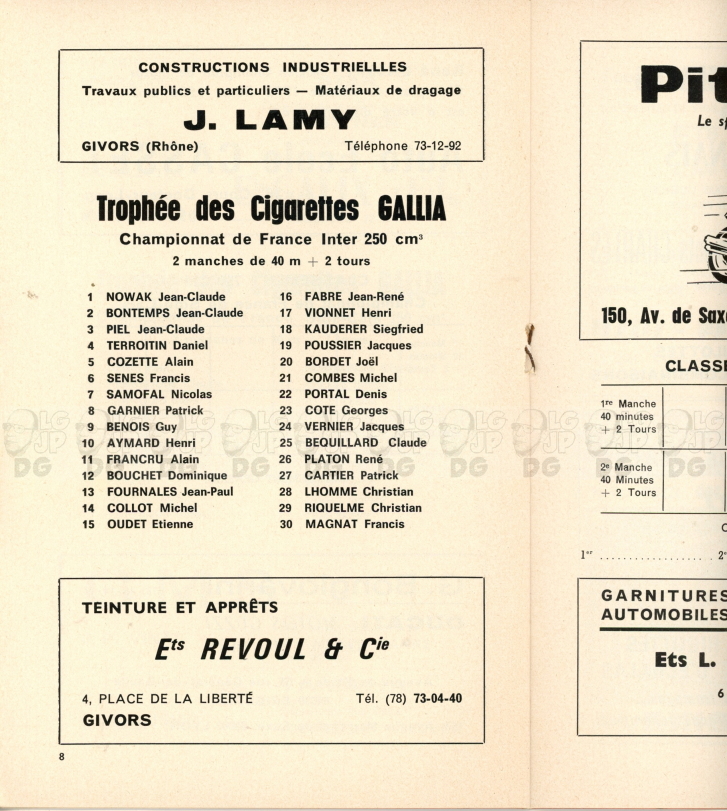 CONSTRUCTIONS INDUSTRIELLLES
Travaux publics et particuliers — Matériaux de dragage
J. LAMY
GIVORS (Rhône) Téléphone 73-12-92
Trophée des Cigarettes GALLIA
Championnat de France Inter 250 cm³
2 manches de 40 m + 2 tours
1 NOWAK Jean-Claude
2 BONTEMPS Jean-Claude
3 PIEL Jean-Claude
4 TERROITIN Daniel
5 COZETTE Alain
6 SENES Francis
7 SAMOFAL Nicolas
8 GARNIER Patrick
9 BENOIS Guy
10 AYMARD Henri
11 FRANCRU Alain
12 BOUCHET Dominique
13 FOURNALES Jean-Paul
14 COLLOT Michel
15 OUDET Etienne
16 FABRE Jean-René
17 VIONNET Henri
18 KAUDERER Siegfried
19 POUSSIER Jacques
20 BORDET Joël
21 COMBES Michel
22 PORTAL Denis
23 COTE Georges
24 VERNIER Jacques
25 BEQUILLARD Claude
26 PLATON René
27 CARTIER Patrick
28 LHOMME Christian
29 RIQUELME Christian
30 MAGNAT Francis
TEINTURE ET APPRÊTS
Ets REVOUL & Cie
4, PLACE DE LA LIBERTÉ Tél. (78) 73-04-40
GIVORS
8
Pit
Le s
150, Av. de Saxe
CLASSE
1re Manche
40 minutes
+ 2 Tours
2e Manche
40 Minutes
+ 2 Tours
1er .................. 2e
GARNITURES
AUTOMOBILES
Ets L.
6
LG JP DG